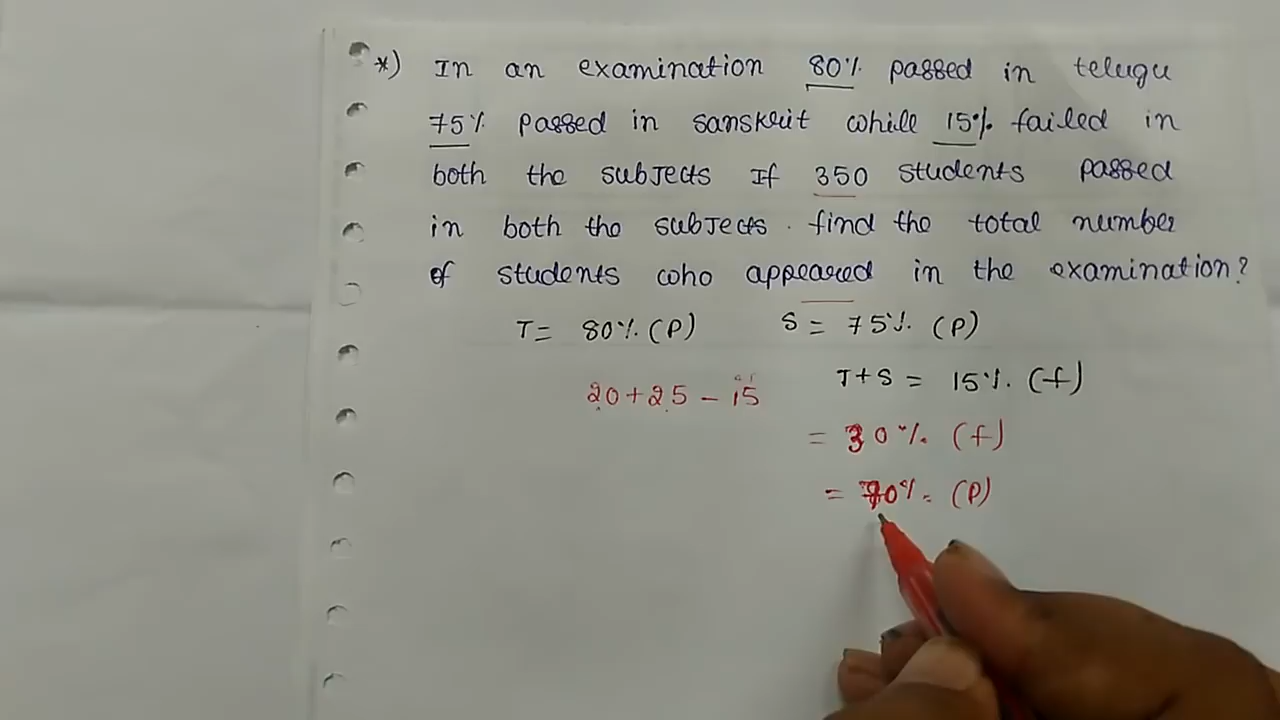 *) In an examination 80% passed in telugu
75% passed in sanskrit while 15% failed in
both the subjects If 350 students passed
in both the subjects. find the total number
of students who appeared in the examination?
T = 80% (P) S = 75% (P)
T+S = 15% (f)
20+25-15
= 30% (f)
= 70% (P)